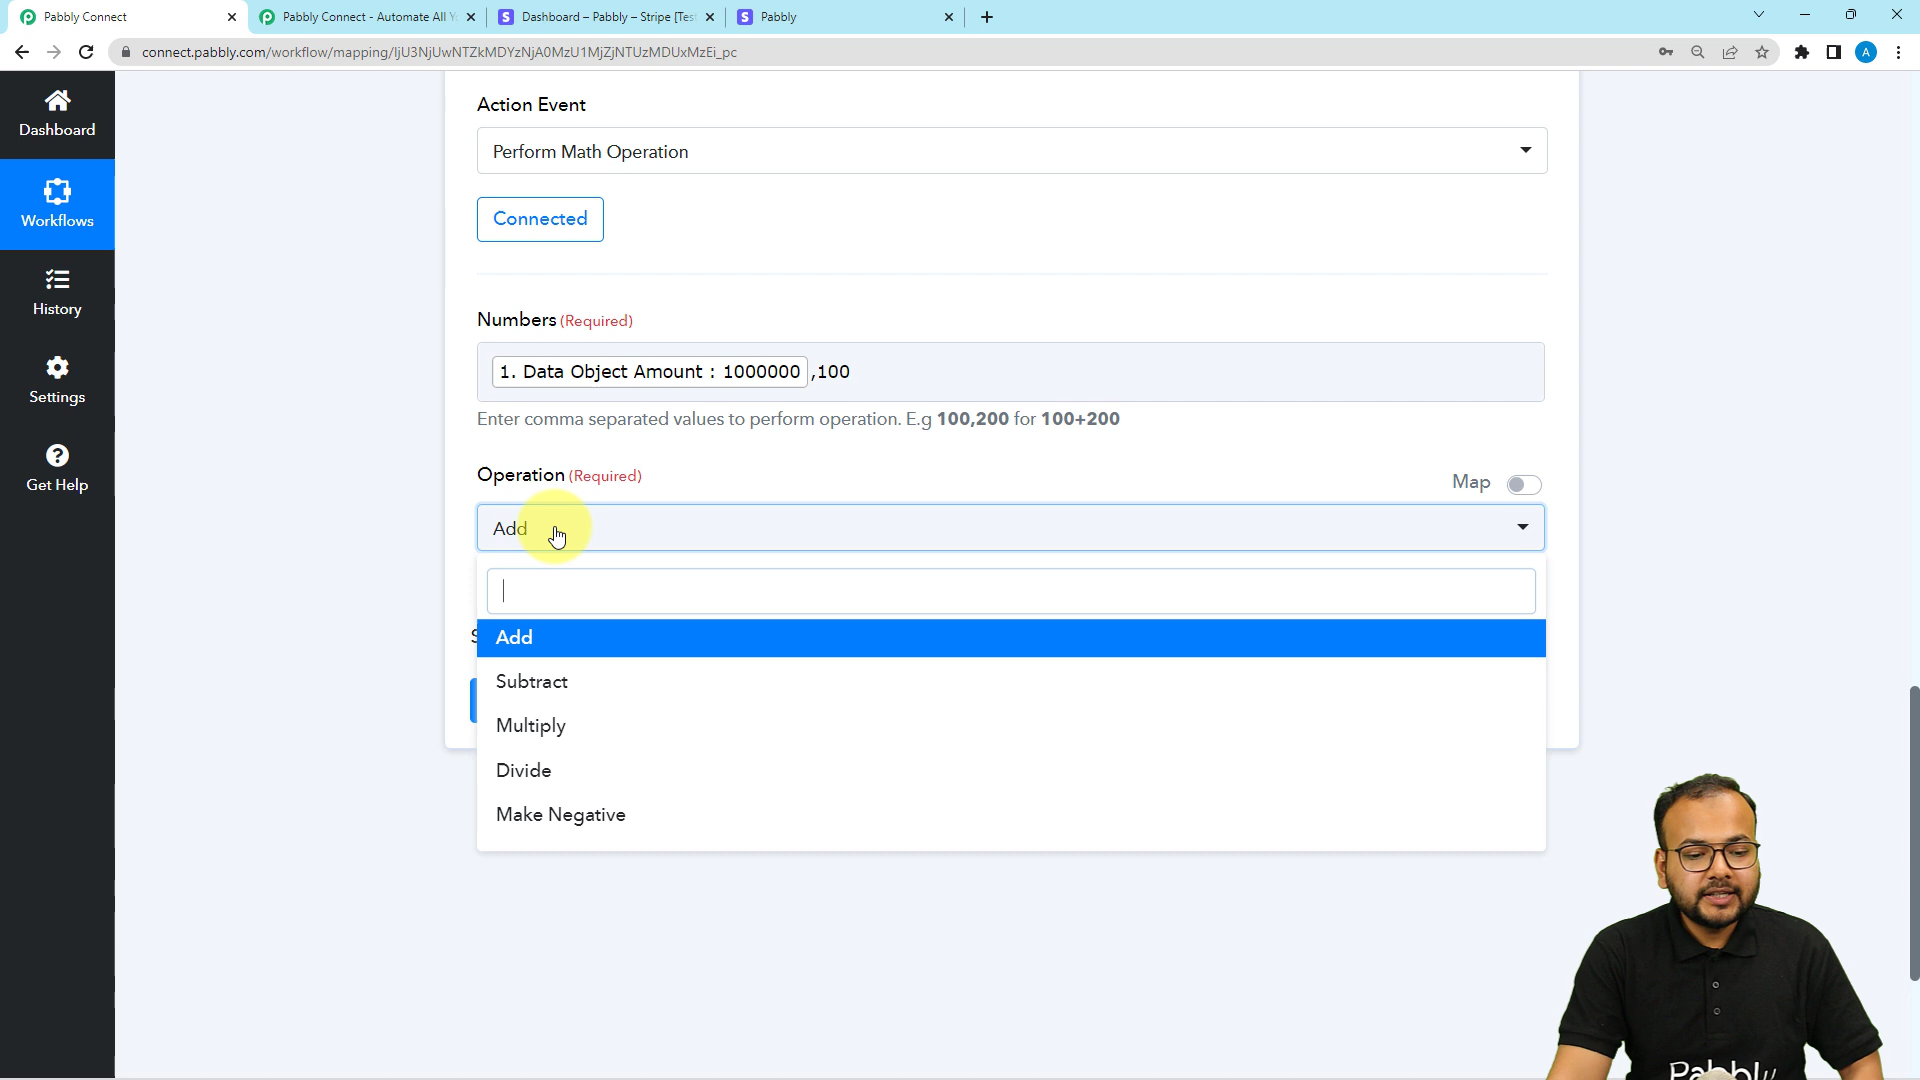 Pabbly Connect
Pabbly Connect - Automate All Y
Dashboard – Pabbly – Stripe [Test
Pabbly
connect.pabbly.com/workflow/mapping/IjU3NjUwNTZkMDYzNjA0MzU1MjZjNTUzMDUxMzEi_pc
A
Dashboard
Workflows
History
Settings
Get Help
Action Event
Perform Math Operation
Connected
Numbers (Required)
1. Data Object Amount : 1000000 ,100
Enter comma separated values to perform operation. E.g 100,200 for 100+200
Operation (Required)
Map
Add
S
Add
Subtract
Multiply
Divide
Make Negative
Pabbly